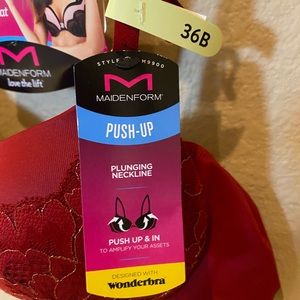 at
36B
MAIDENFORM
love the lift
STYLE M9900
M
MAIDENFORM®
PUSH-UP
PLUNGING
NECKLINE
PUSH UP & IN
TO AMPLIFY YOUR ASSETS
DESIGNED WITH
wonderbra